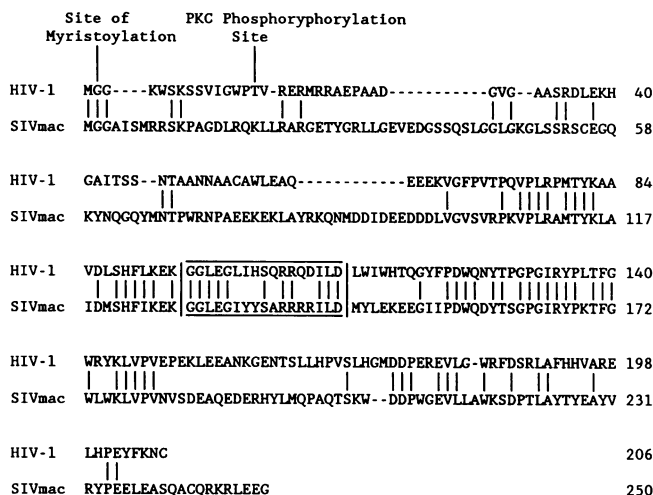 Site of PKC Phosphoryphorylation
Myristoylation Site
HIV-1 MGG----KWSKSSVIGWPTV-RERMRRAEPAAD-----------GVG--AASRDLEKH 40
SIVmac MGGAISMRRSKPAGDLRQKLLRARGETYGRLLGEVEDGSSQSLGGLGKGLSSRSCEGQ 58
HIV-1 GAITSS--NTAANNAACAWLEAQ------------EEEKVGFPVTPQVPLRPMTYKAA 84
SIVmac KYNQGQYMNTPWRNPAEEKEKLAYRKQNMDDIDEEDDDLVGVSVRPKVPLRAMTYKLA 117
HIV-1 VDLSHFLKEK GGLEGLIHSQRRQDILD LWIWHTQGYFPDWQNYTPGPGIRYPLTFG 140
SIVmac IDMSHFIKEK GGLEGIYYSARRRRILD MYLEKEEGIIPDWQDYTSGPGIRYPKTFG 172
HIV-1 WRYKLVPVEPEKLEEANKGENTSLLHPVSLHGMDDPEREVLG-WRFDSRLAFHHVARE 198
SIVmac WLWKLVPVNVSDEAQEDERHYLMQPAQTSKW--DDPWGEVLLAWKSDPTLAYTYEAYV 231
HIV-1 LHPEYFKNC 206
SIVmac RYPEELEASQACQRKRLEEG 250